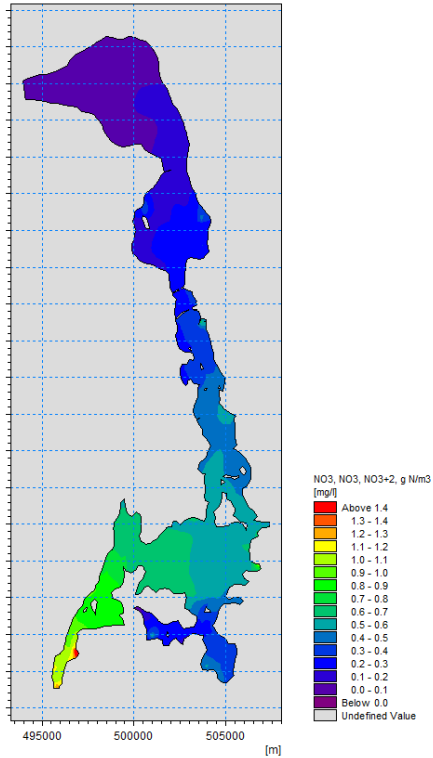 NO3, NO3, NO3+2, g N/m3
[mg/l]
Above 1.4
1.3 - 1.4
1.2 - 1.3
1.1 - 1.2
1.0 - 1.1
0.9 - 1.0
0.8 - 0.9
0.7 - 0.8
0.6 - 0.7
0.5 - 0.6
0.4 - 0.5
0.3 - 0.4
0.2 - 0.3
0.1 - 0.2
0.0 - 0.1
Below 0.0
Undefined Value
495000 500000 505000
[m]